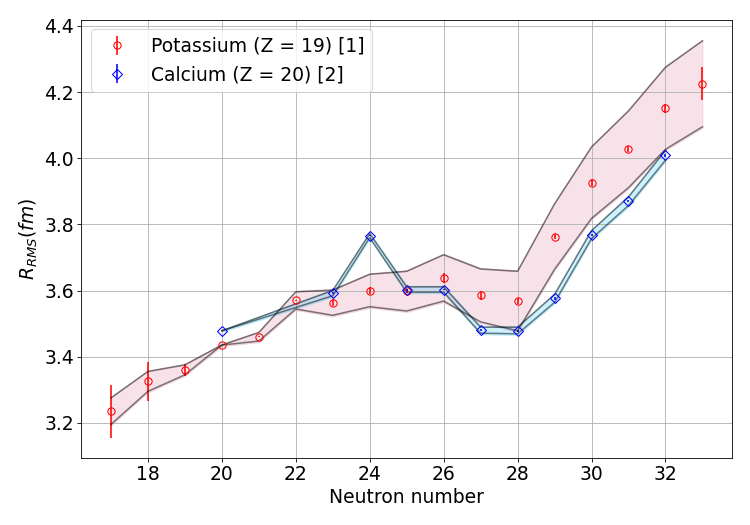 4.4
4.2
4.0
3.8
3.6
3.4
3.2
R_RMS(fm)
Potassium (Z = 19) [1]
Calcium (Z = 20) [2]
18 20 22 24 26 28 30 32
Neutron number